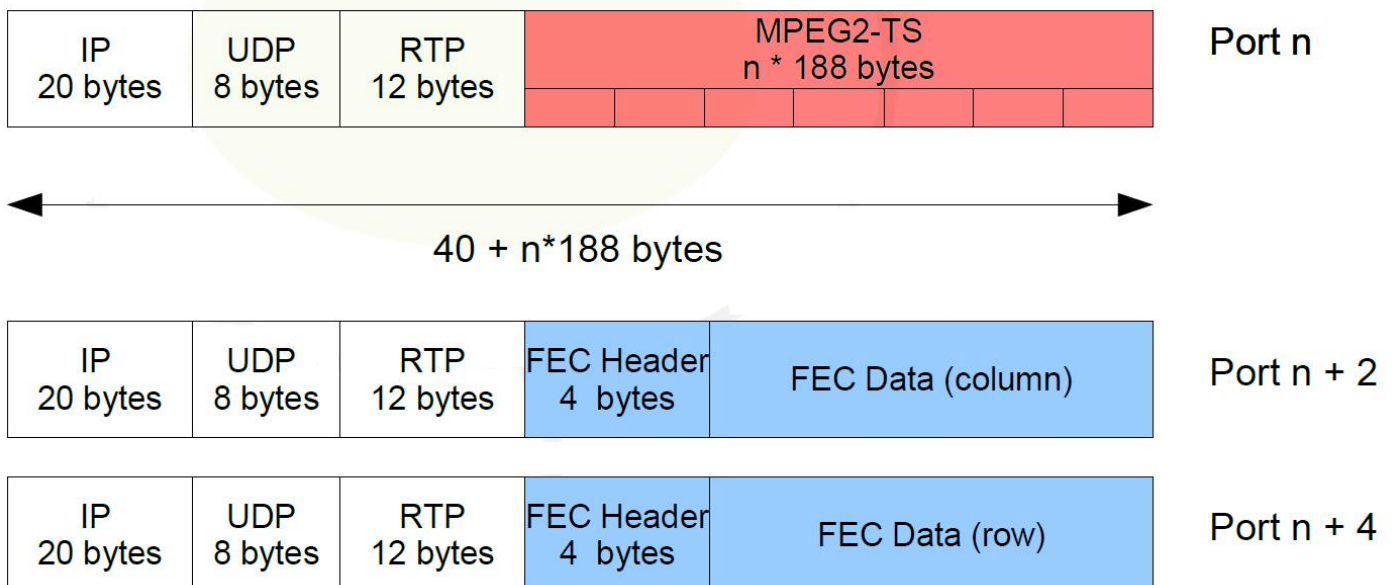 IP
20 bytes
UDP
8 bytes
RTP
12 bytes
MPEG2-TS
n * 188 bytes
Port n
40 + n*188 bytes
IP
20 bytes
UDP
8 bytes
RTP
12 bytes
FEC Header
4 bytes
FEC Data (column)
Port n + 2
IP
20 bytes
UDP
8 bytes
RTP
12 bytes
FEC Header
4 bytes
FEC Data (row)
Port n + 4